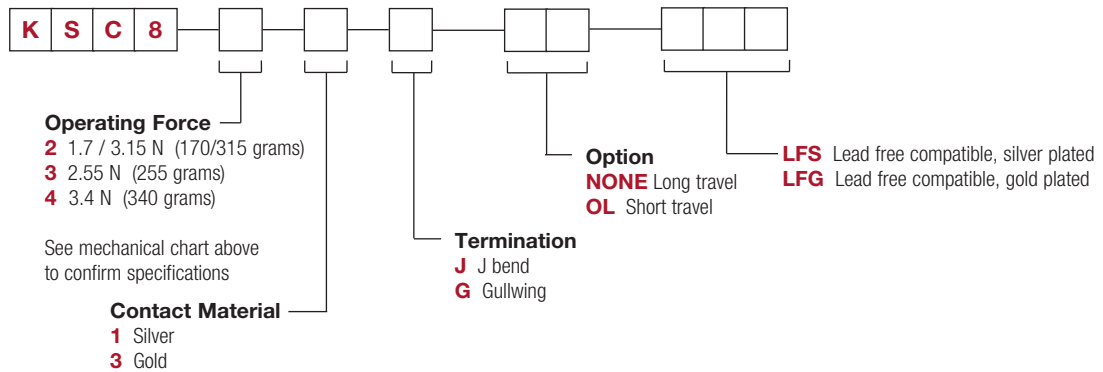 K S C 8
Operating Force
2 1.7 / 3.15 N (170/315 grams)
3 2.55 N (255 grams)
4 3.4 N (340 grams)
See mechanical chart above
to confirm specifications
Contact Material
1 Silver
3 Gold
Termination
J J bend
G Gullwing
Option
NONE Long travel
OL Short travel
LFS Lead free compatible, silver plated
LFG Lead free compatible, gold plated